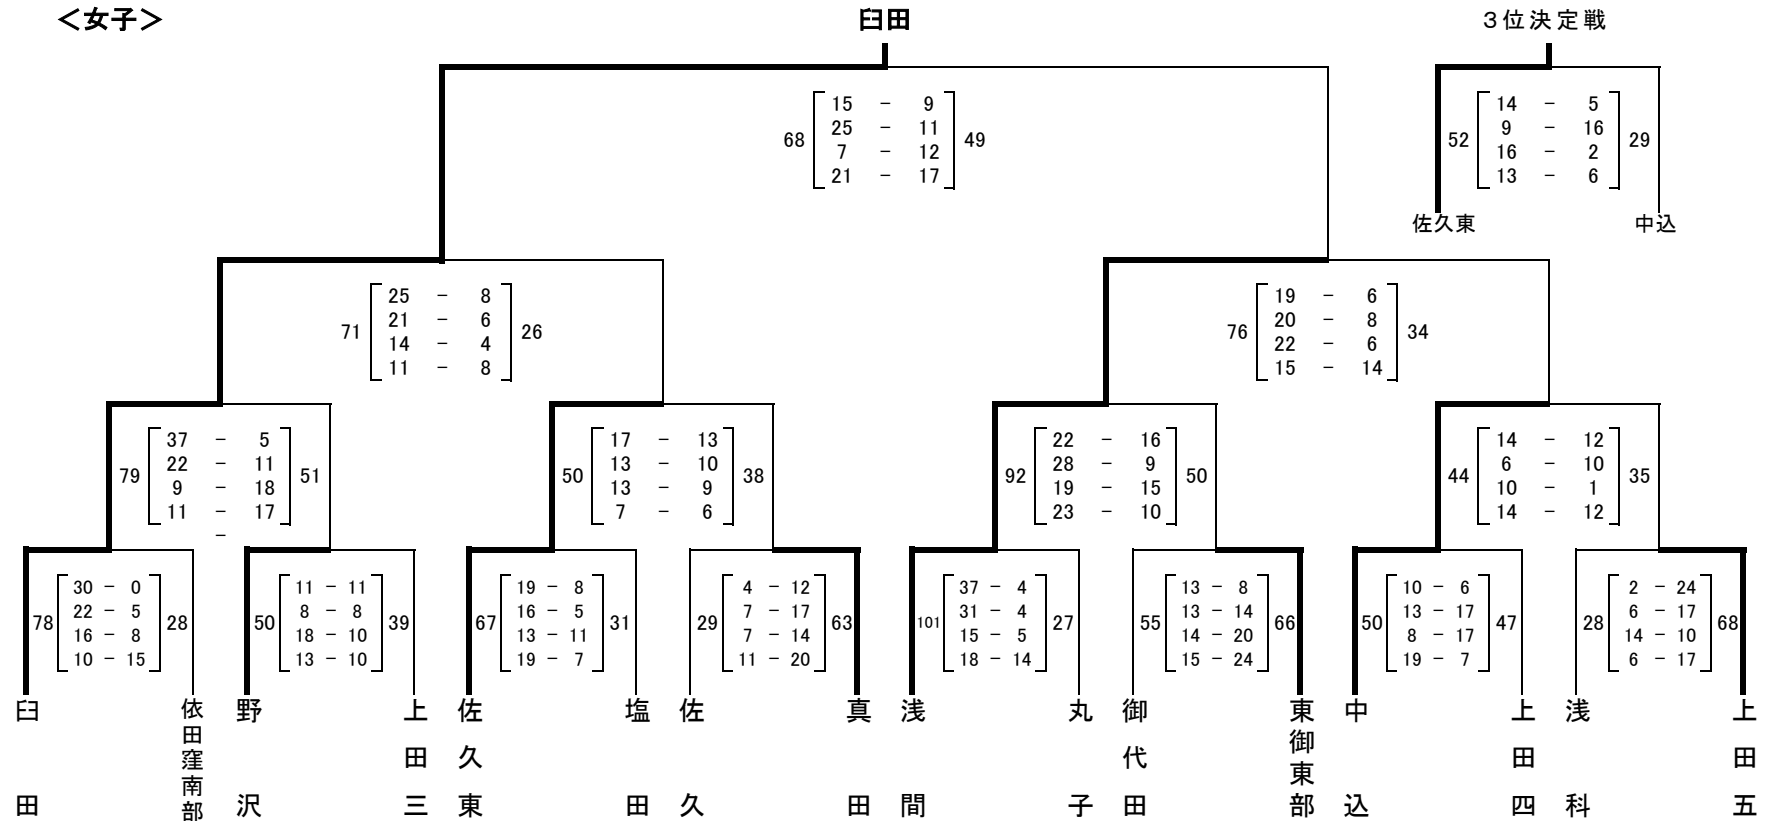 ＜女子＞ 臼田 ３位決定戦
15 － 9 14 － 5
25 － 11 9 － 16
68 49 52 29
7 － 12 16 － 2
21 － 17 13 － 6
佐久東 中込
25 － 8 19 － 6
21 － 6 20 － 8
71 26 76 34
14 － 4 22 － 6
11 － 8 15 － 14
37 － 5 17 － 13 22 － 16 14 － 12
22 － 11 13 － 10 28 － 9 6 － 10
79 51 50 38 92 50 44 35
9 － 18 13 － 9 19 － 15 10 － 1
11 － 17 7 － 6 23 － 10 14 － 12
－
30 － 0 11 － 11 19 － 8 4 － 12 37 － 4 13 － 8 10 － 6 2 － 24
22 － 5 8 － 8 16 － 5 7 － 17 31 － 4 13 － 14 13 － 17 6 － 17
78 28 50 39 67 31 29 63 101 27 55 66 50 47 28 68
16 － 8 18 － 10 13 － 11 7 － 14 15 － 5 14 － 20 8 － 17 14 － 10
10 － 15 13 － 10 19 － 7 11 － 20 18 － 14 15 － 24 19 － 7 6 － 17
臼田
依田窪南部
野沢
上田三
佐久東
塩田
佐久
真田
浅間
丸子
御代田
東御東部
中込
上田四
浅科
上田五